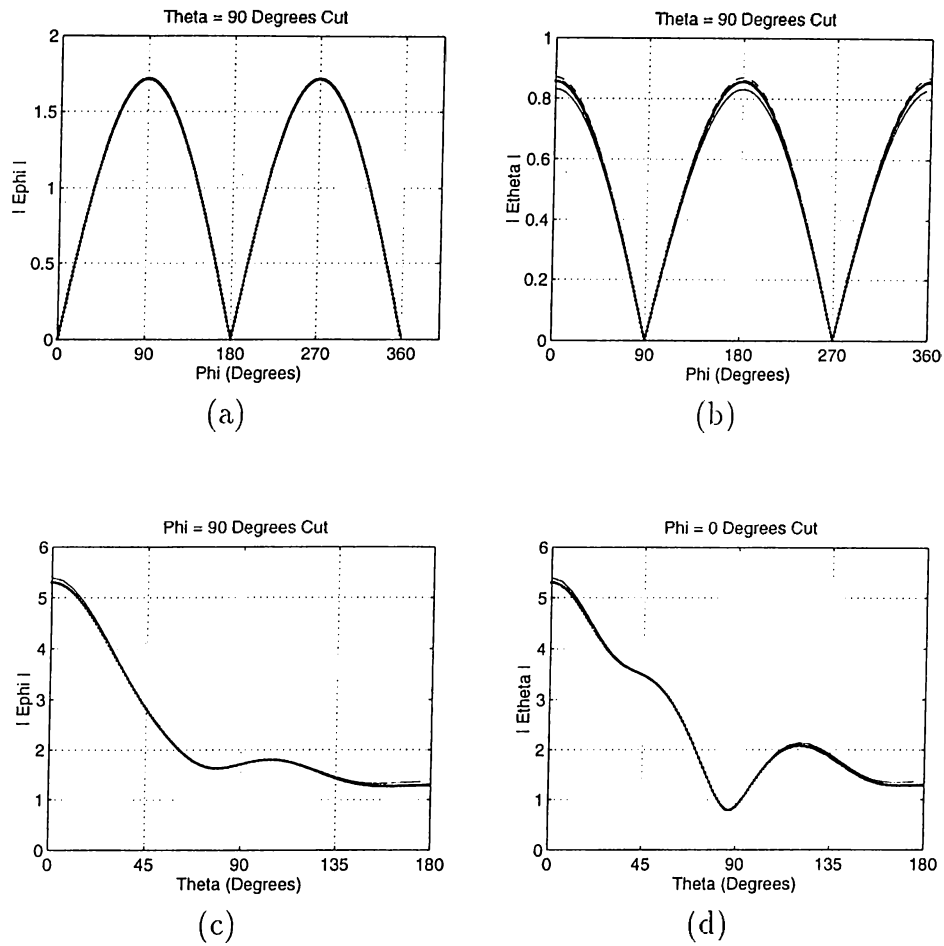 Theta = 90 Degrees Cut
2
1.5
1
0.5
0
| Ephi |
0 90 180 270 360
Phi (Degrees)
(a)
Theta = 90 Degrees Cut
1
0.8
0.6
0.4
0.2
0
| Etheta |
0 90 180 270 360
Phi (Degrees)
(b)
Phi = 90 Degrees Cut
6
5
4
3
2
1
0
| Ephi |
0 45 90 135 180
Theta (Degrees)
(c)
Phi = 0 Degrees Cut
6
5
4
3
2
1
0
| Etheta |
0 45 90 135 180
Theta (Degrees)
(d)